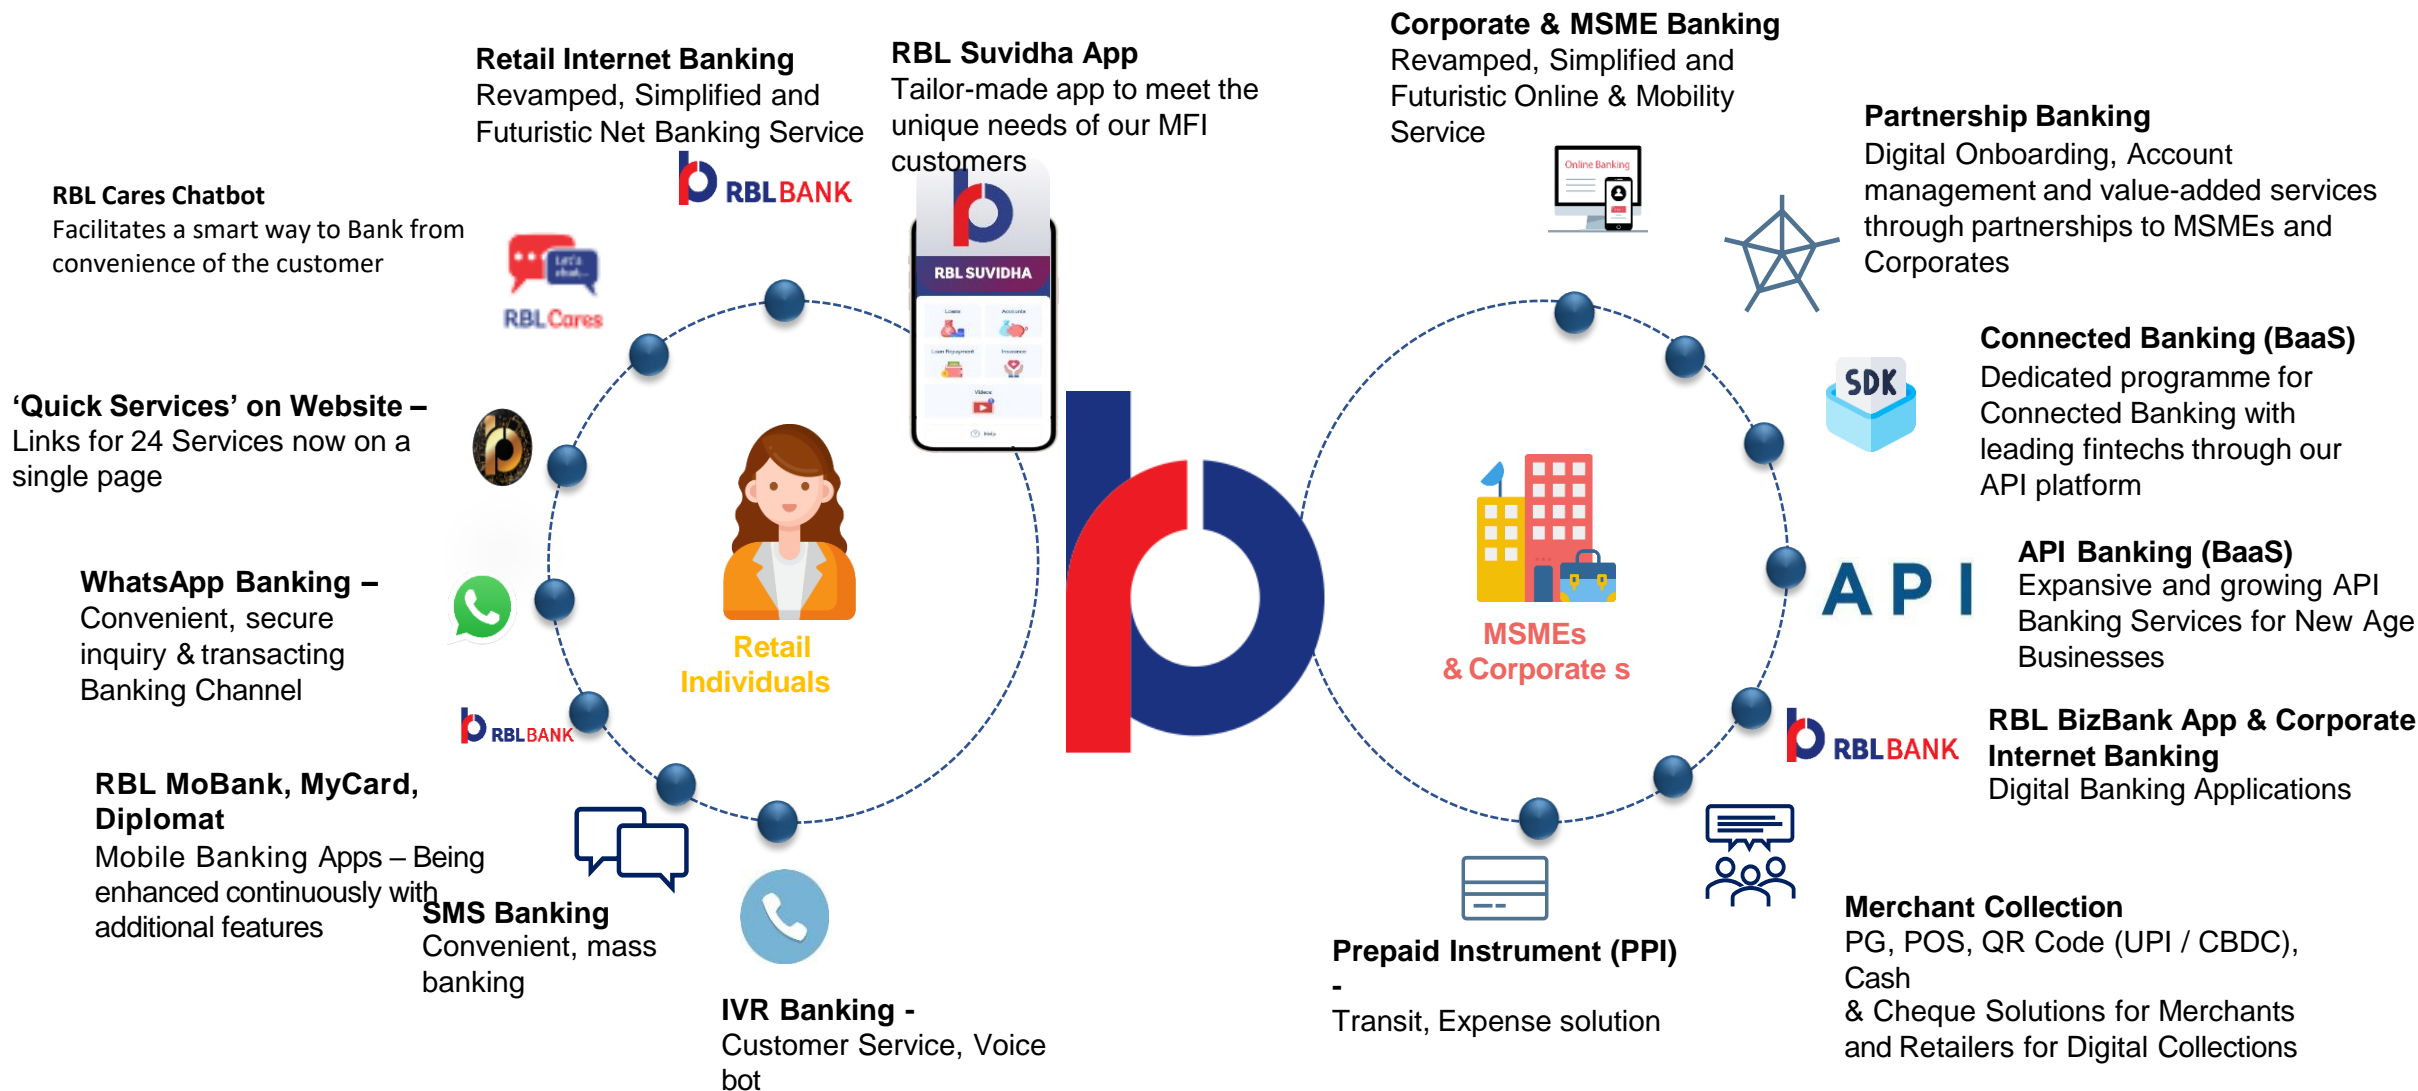 Retail Internet Banking
Revamped, Simplified and
Futuristic Net Banking Service
RBL BANK
RBL Suvidha App
Tailor-made app to meet the
unique needs of our MFI
customers
RBL SUVIDHA
Loans
Accounts
Loan Repayment
Insurance
Videos
Help
RBL Cares Chatbot
Facilitates a smart way to Bank from
convenience of the customer
Let's
chat...
RBL Cares
‘Quick Services’ on Website –
Links for 24 Services now on a
single page
WhatsApp Banking –
Convenient, secure
inquiry & transacting
Banking Channel
RBL BANK
RBL MoBank, MyCard,
Diplomat
Mobile Banking Apps – Being
enhanced continuously with
additional features
SMS Banking
Convenient, mass
banking
IVR Banking -
Customer Service, Voice
bot
Retail
Individuals
Corporate & MSME Banking
Revamped, Simplified and
Futuristic Online & Mobility
Service
Online Banking
Partnership Banking
Digital Onboarding, Account
management and value-added services
through partnerships to MSMEs and
Corporates
SDK
Connected Banking (BaaS)
Dedicated programme for
Connected Banking with
leading fintechs through our
API platform
API
API Banking (BaaS)
Expansive and growing API
Banking Services for New Age
Businesses
RBL BANK
RBL BizBank App & Corporate
Internet Banking
Digital Banking Applications
Merchant Collection
PG, POS, QR Code (UPI / CBDC),
Cash
& Cheque Solutions for Merchants
and Retailers for Digital Collections
Prepaid Instrument (PPI)
-
Transit, Expense solution
MSMEs
& Corporate s